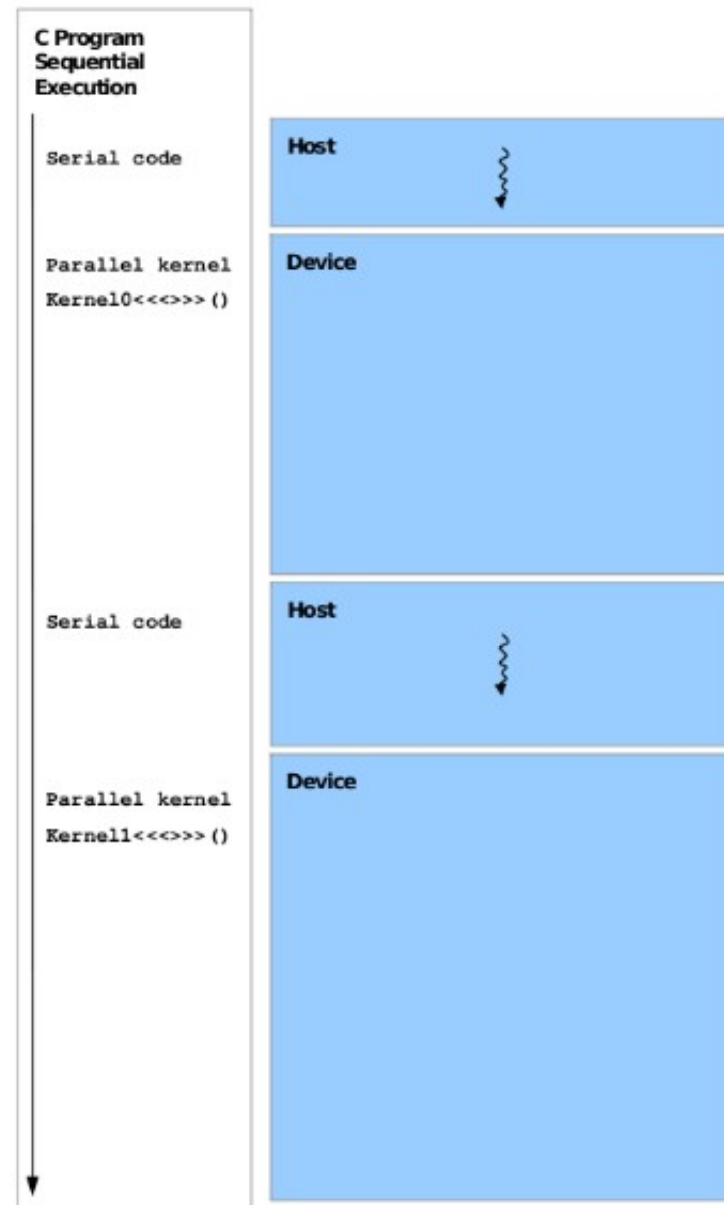 C Program
Sequential
Execution
Serial code
Host
Parallel kernel
Kernel0<<<>>>()
Device
Serial code
Host
Parallel kernel
Kernel1<<<>>>()
Device